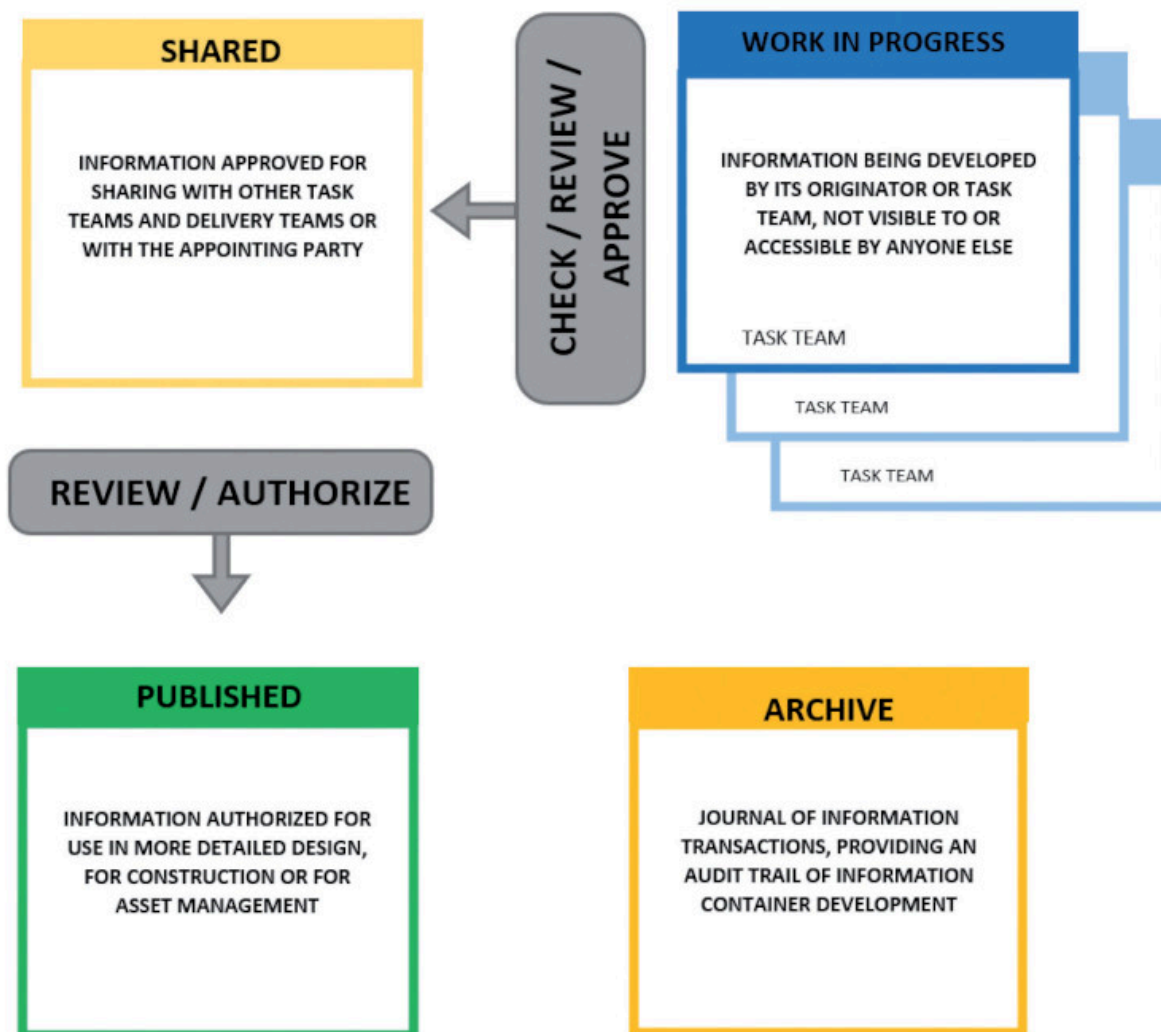 SHARED
INFORMATION APPROVED FOR
SHARING WITH OTHER TASK
TEAMS AND DELIVERY TEAMS OR
WITH THE APPOINTING PARTY
CHECK / REVIEW /
APPROVE
WORK IN PROGRESS
INFORMATION BEING DEVELOPED
BY ITS ORIGINATOR OR TASK
TEAM, NOT VISIBLE TO OR
ACCESSIBLE BY ANYONE ELSE
TASK TEAM
TASK TEAM
TASK TEAM
REVIEW / AUTHORIZE
PUBLISHED
INFORMATION AUTHORIZED FOR
USE IN MORE DETAILED DESIGN,
FOR CONSTRUCTION OR FOR
ASSET MANAGEMENT
ARCHIVE
JOURNAL OF INFORMATION
TRANSACTIONS, PROVIDING AN
AUDIT TRAIL OF INFORMATION
CONTAINER DEVELOPMENT